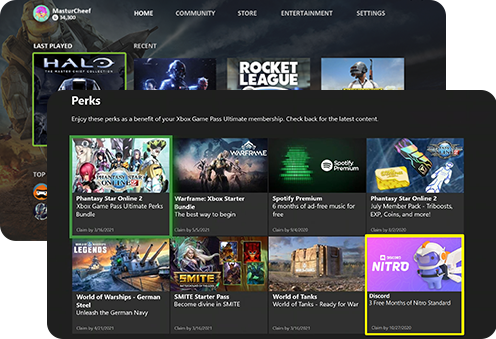 MasturCheef
34,300
HOME
COMMUNITY
STORE
ENTERTAINMENT
SETTINGS
LAST PLAYED
RECENT
HALO
THE MASTER CHIEF COLLECTION
ROCKET
LEAGUE
TOP
Perks
Enjoy these perks as a benefit of your Xbox Game Pass Ultimate membership. Check back for the latest content.
WARFRAME
Spotify
Premium
Phantasy Star Online 2
Xbox Game Pass Ultimate Perks
Bundle
Claim by 3/16/2021
Warframe: Xbox Starter
Bundle
The best way to begin
Claim by 5/5/2021
Spotify Premium
6 months of ad-free music for
free
Claim by 9/4/2020
Phantasy Star Online 2
July Member Pack - Triboosts,
EXP, Coins, and more!
Claim by 8/2/2020
LEGENDS
SMITE
DISCORD
NITRO
World of Warships - German
Steel
Unleash the German Navy
Claim by 4/21/2021
SMITE Starter Pass
Become divine in SMITE
Claim by 3/16/2021
World of Tanks
World of Tanks - Ready for War
Claim by 3/16/2021
Discord
3 Free Months of Nitro Standard
Claim by 10/27/2020